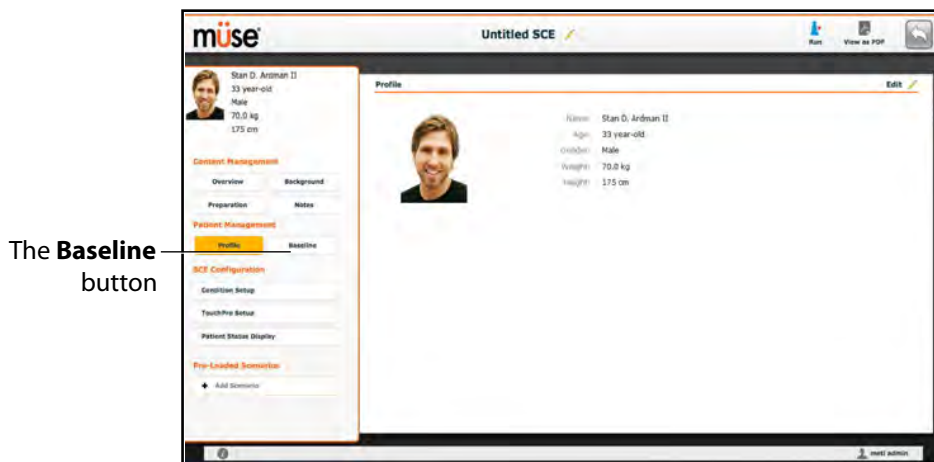 müse
Untitled SCE
Run
View as PDF
Stan D. Ardman II
33 year-old
Male
70.0 kg
175 cm
Content Management
Overview Background
Preparation Notes
Patient Management
Profile Baseline
SCE Configuration
Condition Setup
TouchPro Setup
Patient Status Display
Pre-Loaded Scenarios
Add Scenario
Profile Edit
Name: Stan D. Ardman II
Age: 33 year-old
Gender: Male
Weight: 70.0 kg
Height: 175 cm
The Baseline
button
meti admin